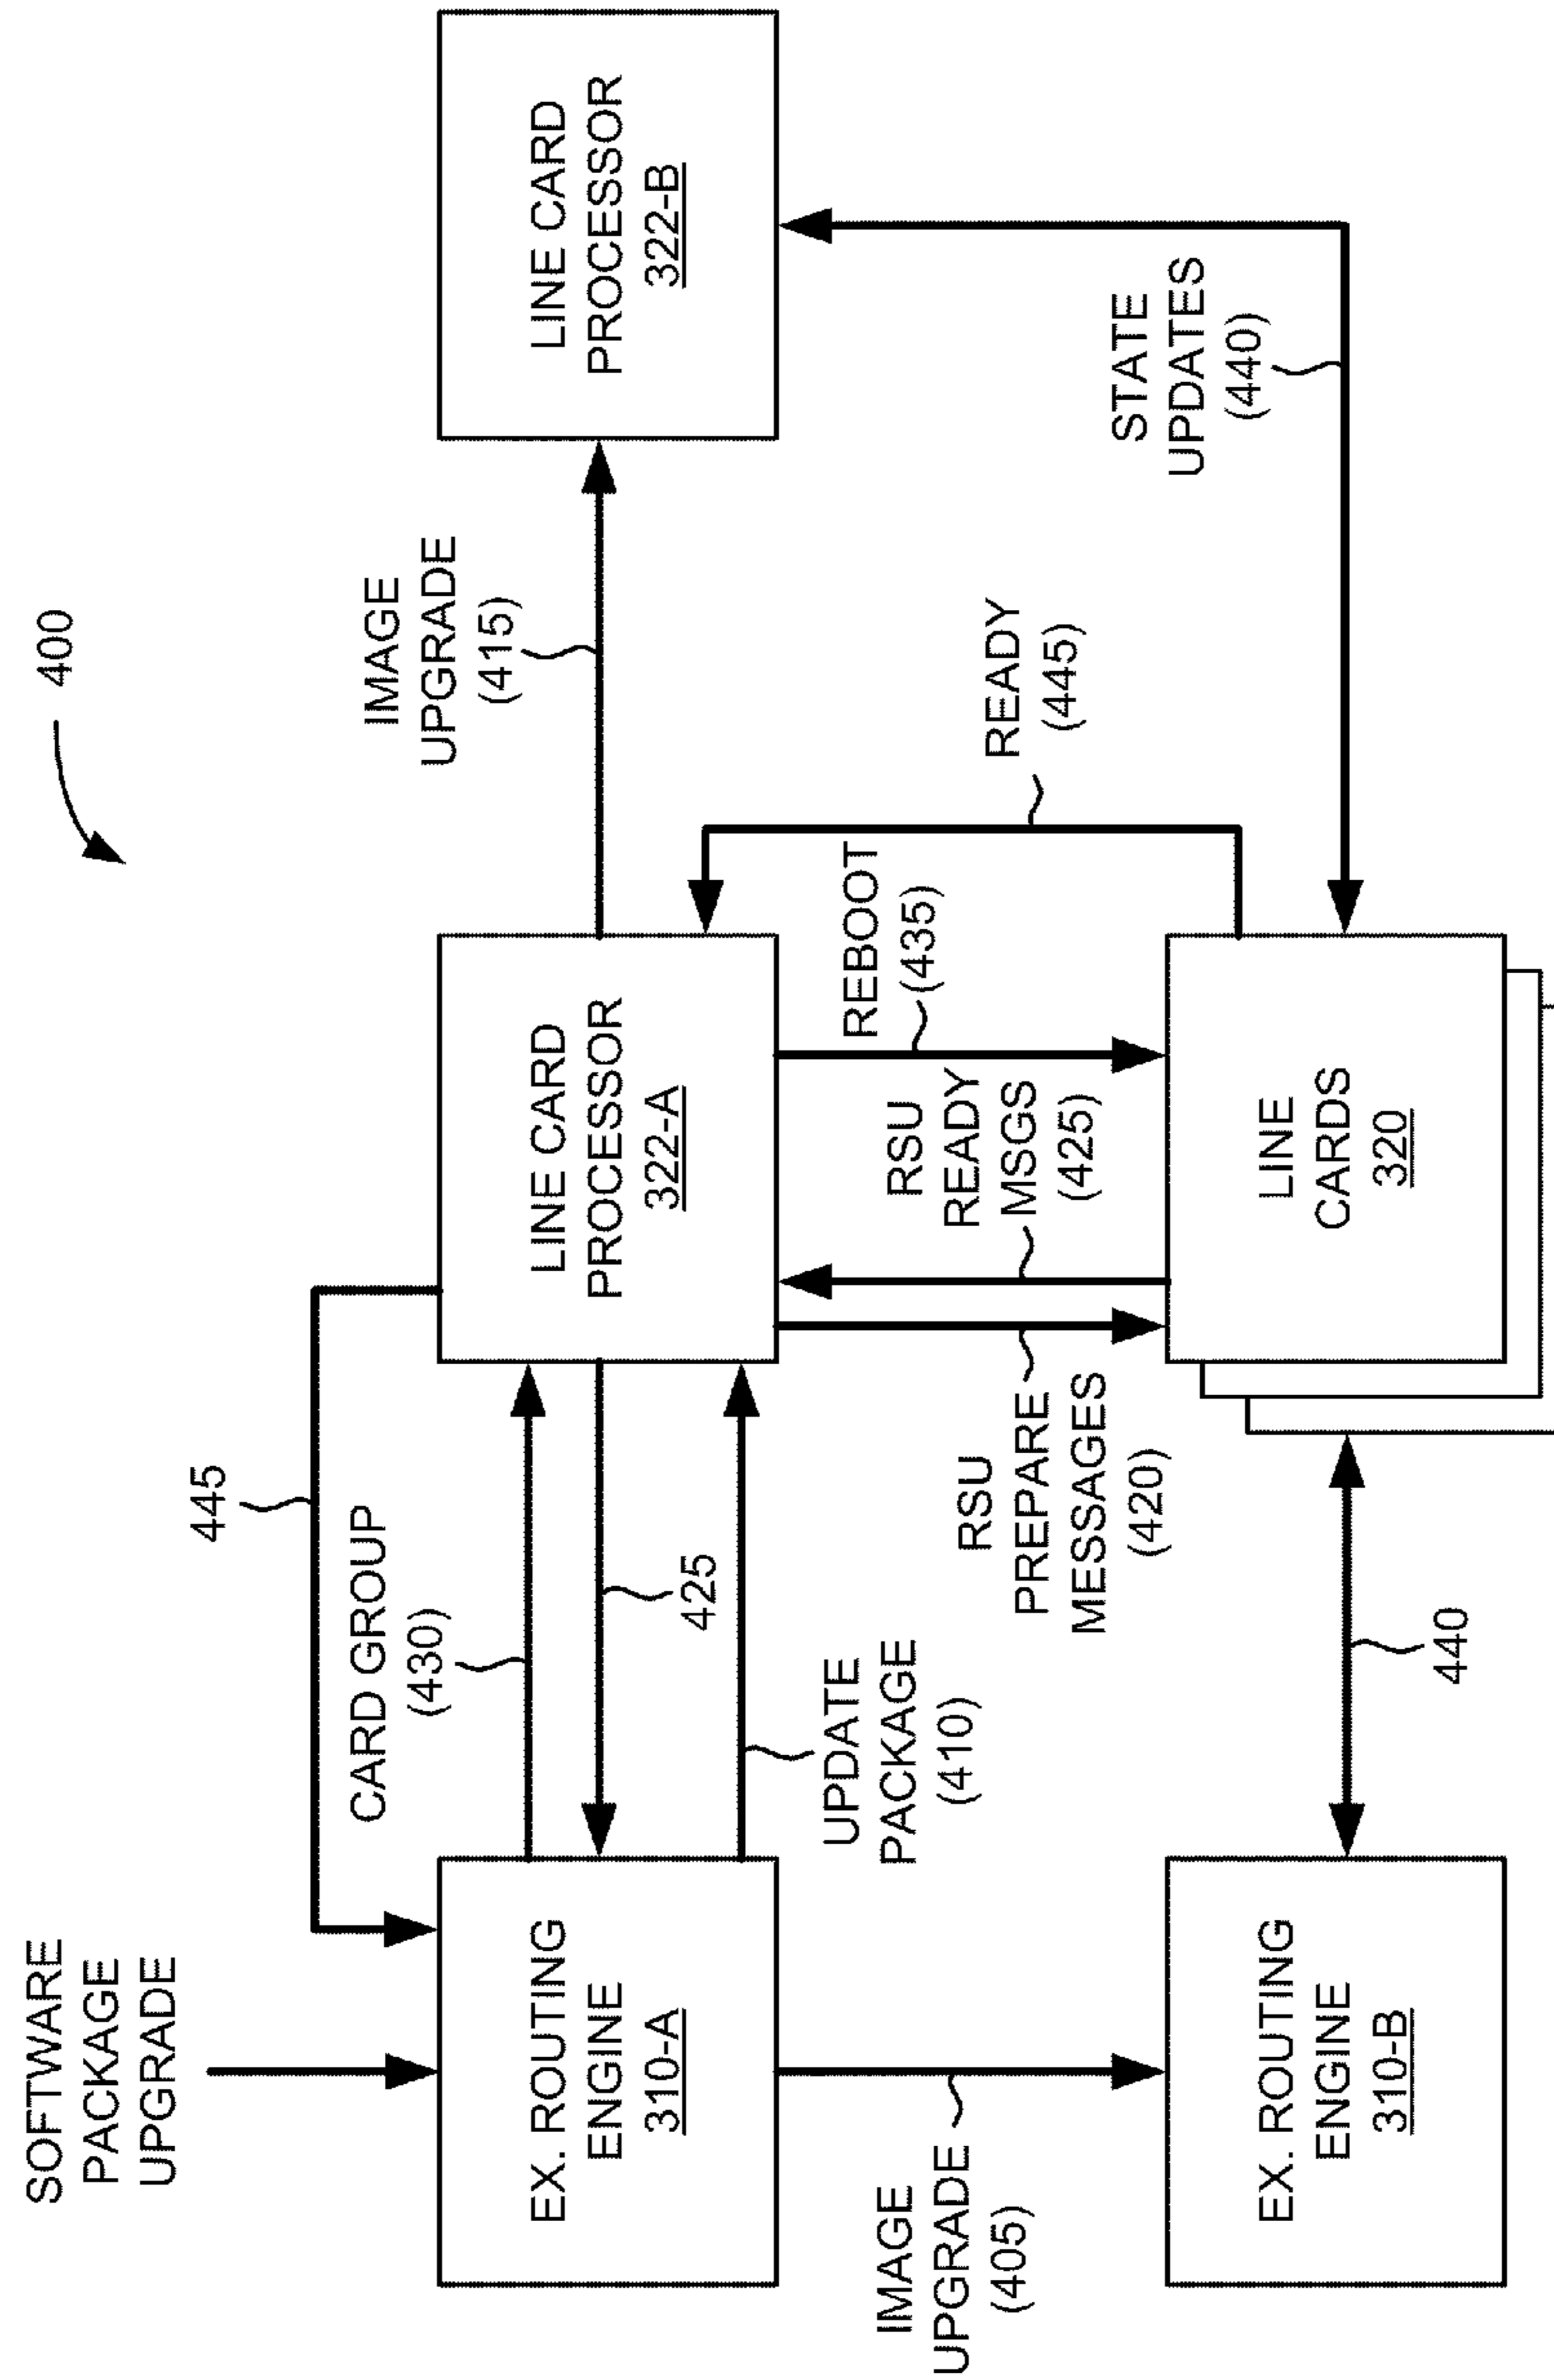 400
SOFTWARE
PACKAGE
UPGRADE
445
CARD GROUP
(430)
IMAGE
UPGRADE
(415)
EX. ROUTING
ENGINE
310-A
425
UPDATE
PACKAGE
(410)
LINE CARD
PROCESSOR
322-A
LINE CARD
PROCESSOR
322-B
IMAGE
UPGRADE
(405)
RSU
PREPARE
MESSAGES
(420)
RSU
READY
MSGS
(425)
REBOOT
(435)
READY
(445)
STATE
UPDATES
(440)
EX. ROUTING
ENGINE
310-B
440
LINE
CARDS
320